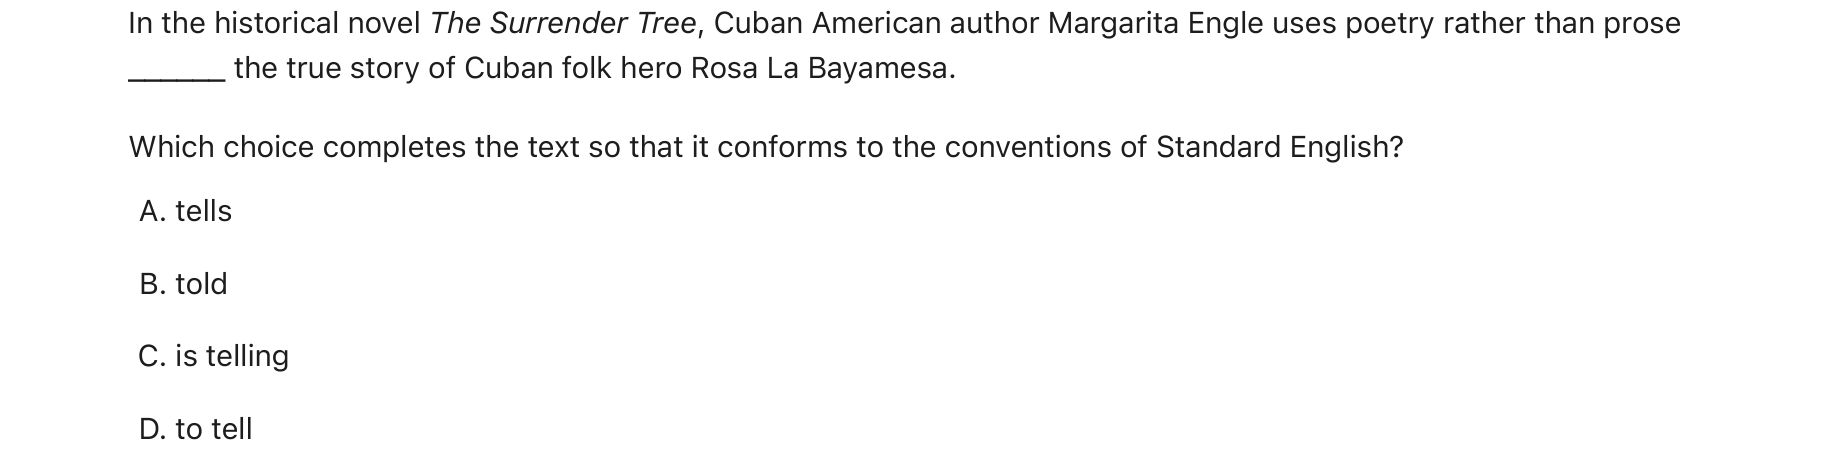 In the historical novel The Surrender Tree, Cuban American author Margarita Engle uses poetry rather than prose
______ the true story of Cuban folk hero Rosa La Bayamesa.
Which choice completes the text so that it conforms to the conventions of Standard English?
A. tells
B. told
C. is telling
D. to tell